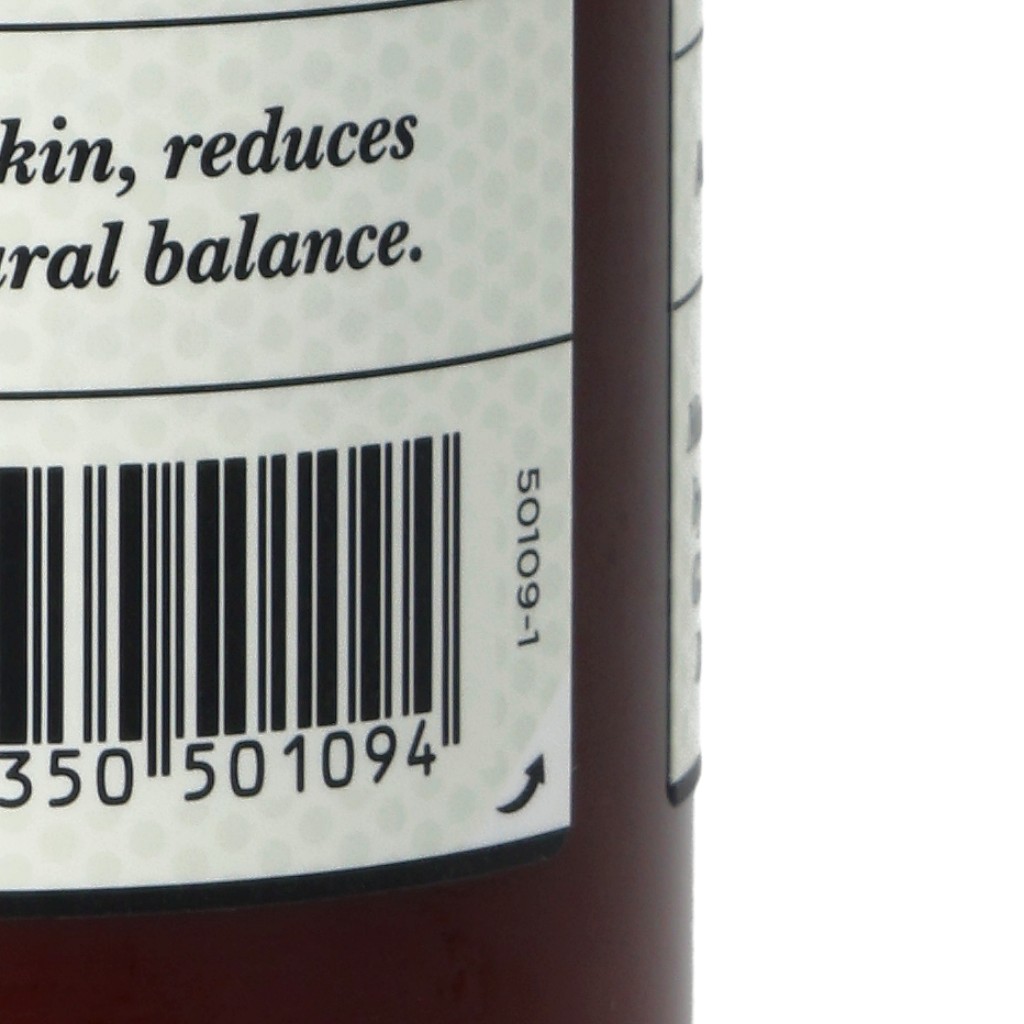 kin, reduces
ural balance.
50109-1
350 501094